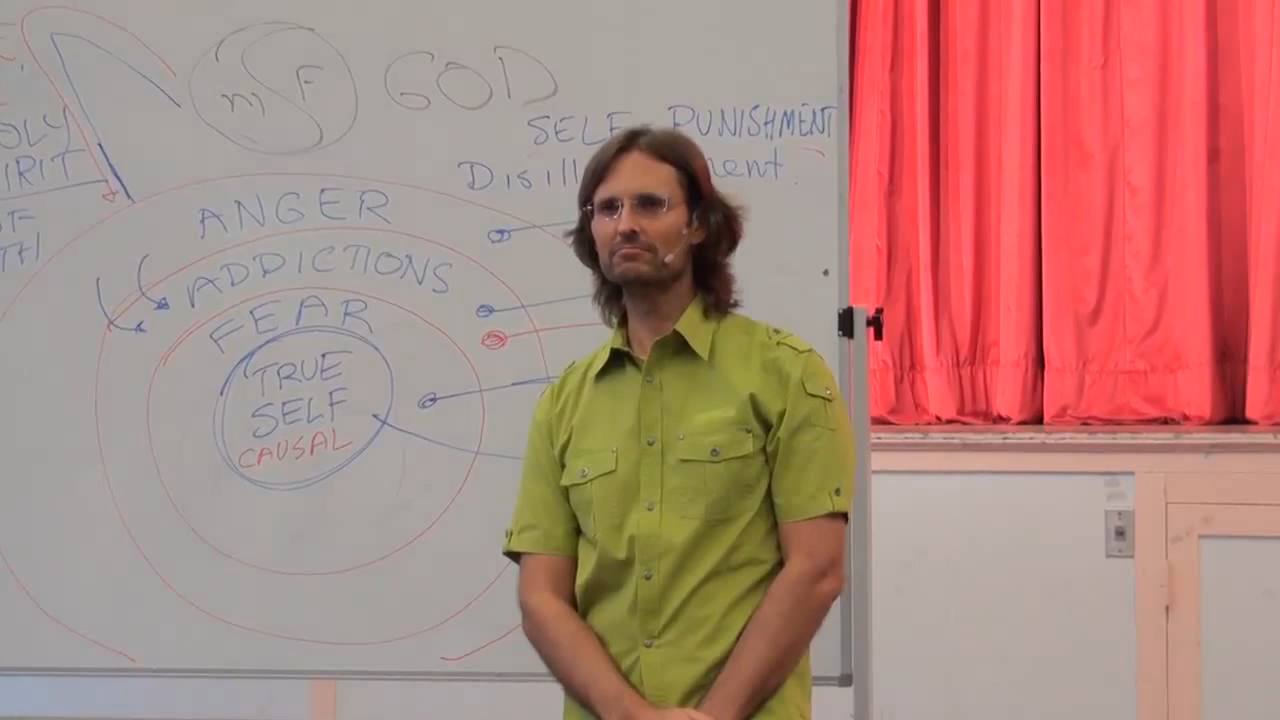 m F GOD
SELF PUNISHMENT
ANGER
ADDICTIONS
FEAR
TRUE
SELF
CAUSAL